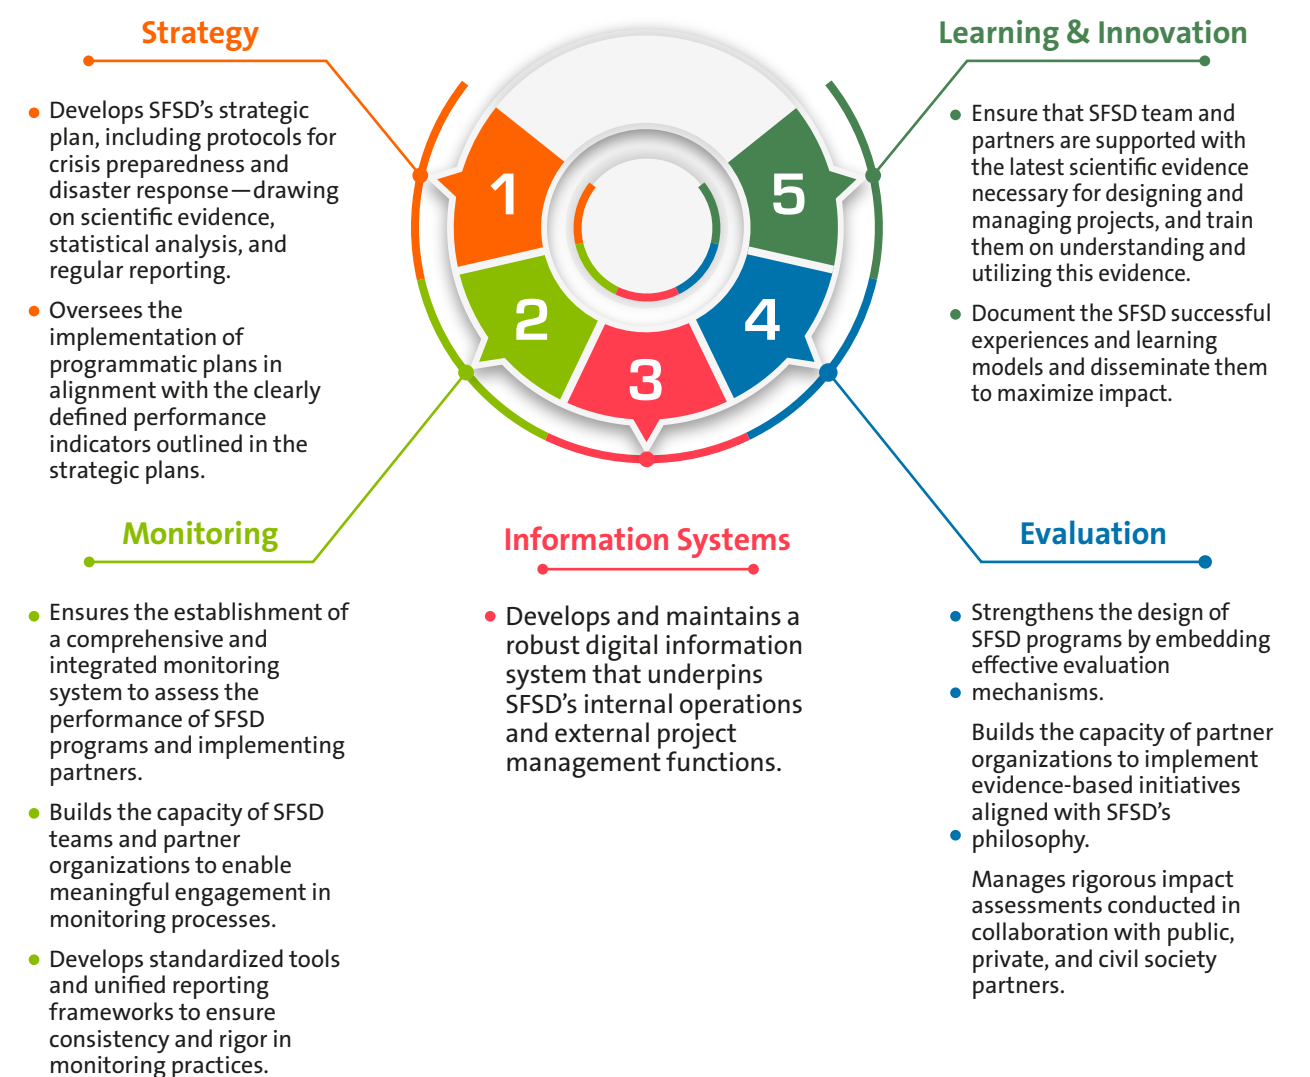 Strategy
Develops SFSD's strategic
plan, including protocols for
crisis preparedness and
disaster response—drawing
on scientific evidence,
statistical analysis, and
regular reporting.
Oversees the
implementation of
programmatic plans in
alignment with the clearly
defined performance
indicators outlined in the
strategic plans.
1
2
3
4
5
Learning & Innovation
Ensure that SFSD team and
partners are supported with
the latest scientific evidence
necessary for designing and
managing projects, and train
them on understanding and
utilizing this evidence.
Document the SFSD successful
experiences and learning
models and disseminate them
to maximize impact.
Monitoring
Ensures the establishment of
a comprehensive and
integrated monitoring
system to assess the
performance of SFSD
programs and implementing
partners.
Builds the capacity of SFSD
teams and partner
organizations to enable
meaningful engagement in
monitoring processes.
Develops standardized tools
and unified reporting
frameworks to ensure
consistency and rigor in
monitoring practices.
Information Systems
Develops and maintains a
robust digital information
system that underpins
SFSD's internal operations
and external project
management functions.
Evaluation
Strengthens the design of
SFSD programs by embedding
effective evaluation
mechanisms.
Builds the capacity of partner
organizations to implement
evidence-based initiatives
aligned with SFSD's
philosophy.
Manages rigorous impact
assessments conducted in
collaboration with public,
private, and civil society
partners.